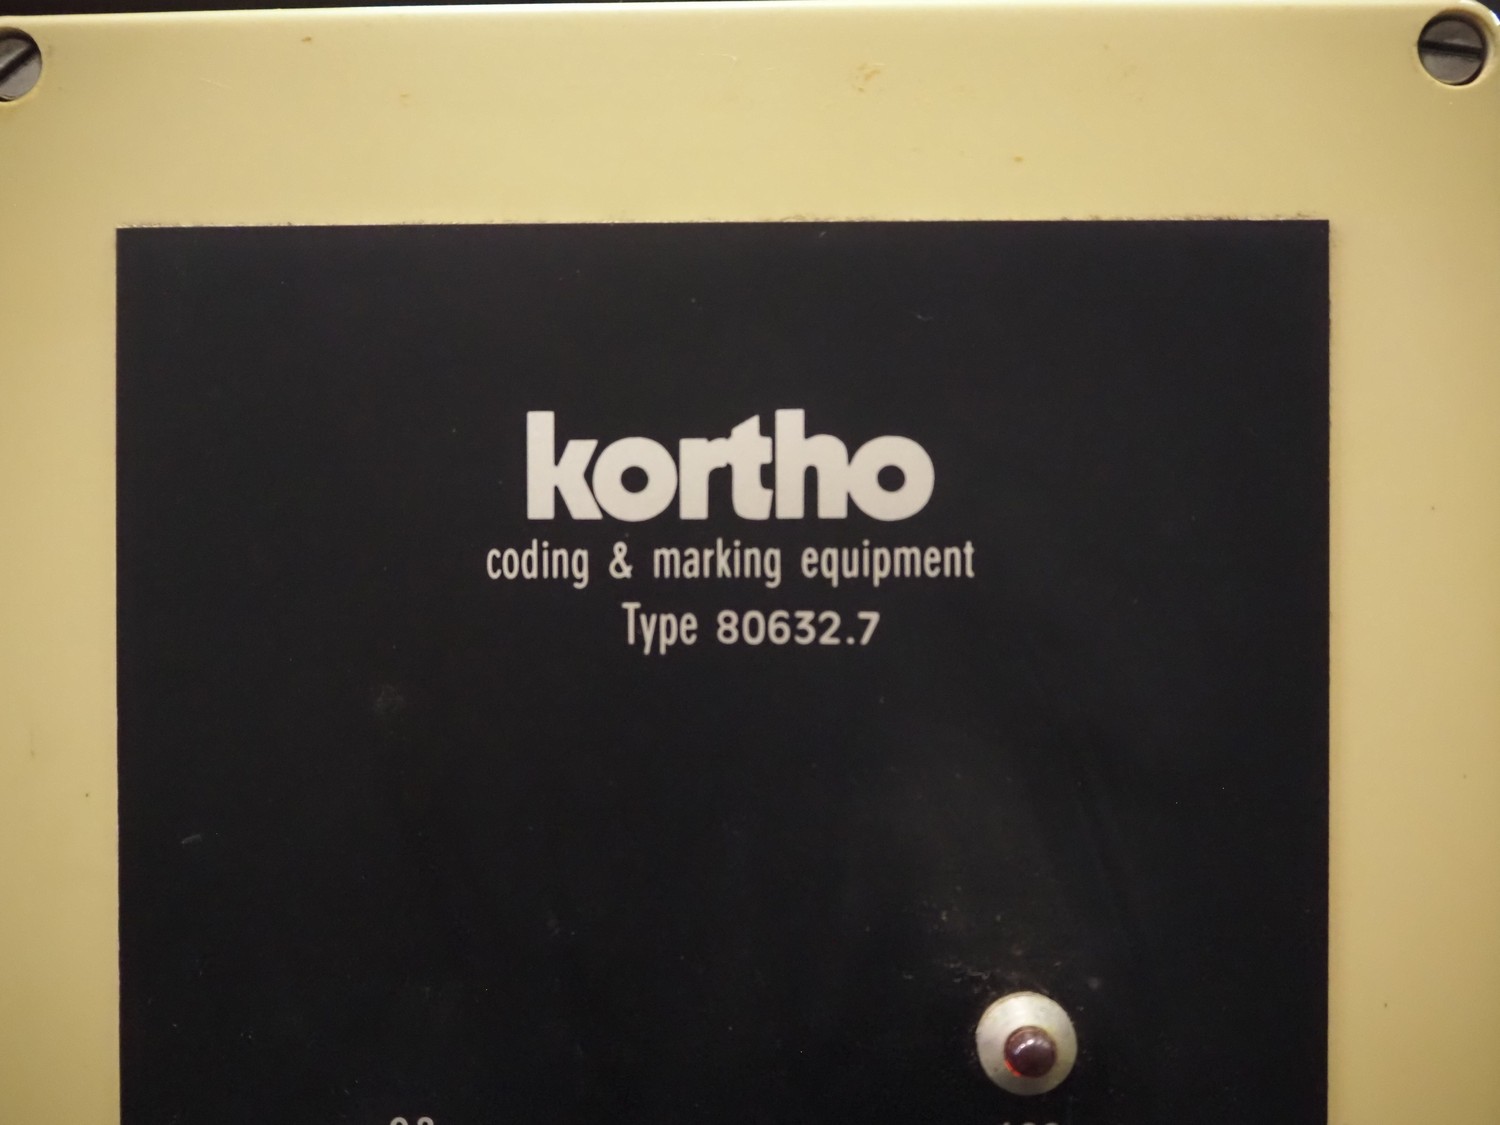 kortho
coding & marking equipment
Type 80632.7